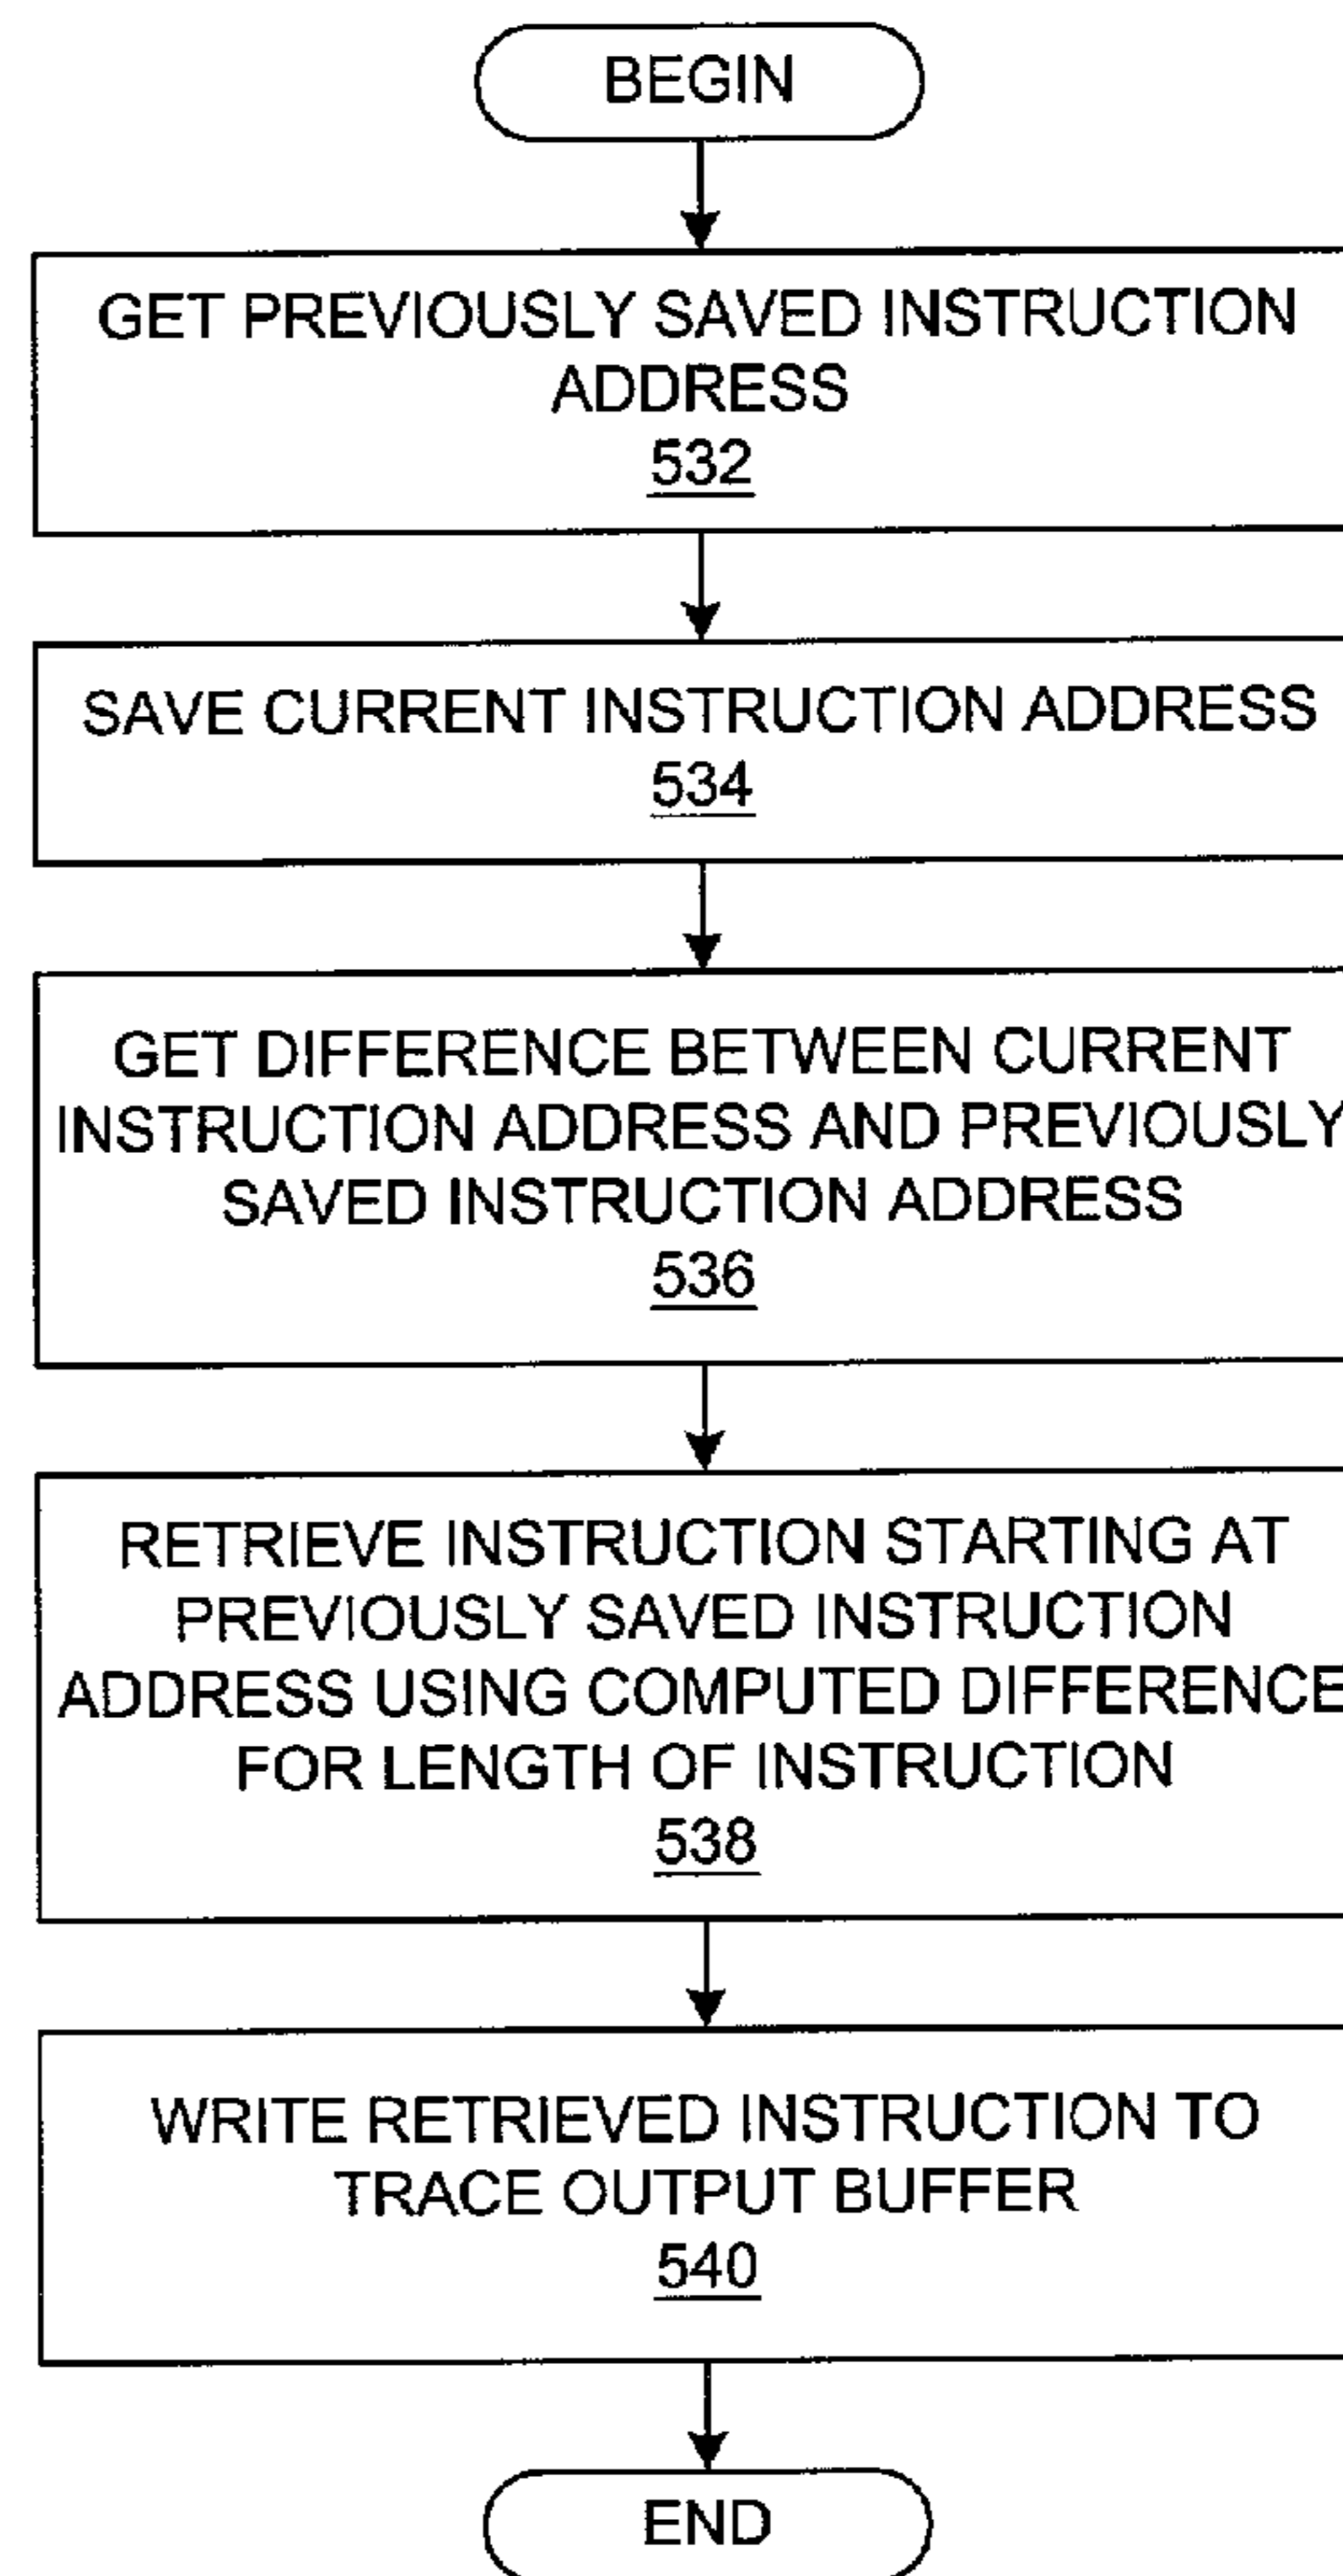 BEGIN
GET PREVIOUSLY SAVED INSTRUCTION
ADDRESS
532
SAVE CURRENT INSTRUCTION ADDRESS
534
GET DIFFERENCE BETWEEN CURRENT
INSTRUCTION ADDRESS AND PREVIOUSLY
SAVED INSTRUCTION ADDRESS
536
RETRIEVE INSTRUCTION STARTING AT
PREVIOUSLY SAVED INSTRUCTION
ADDRESS USING COMPUTED DIFFERENCE
FOR LENGTH OF INSTRUCTION
538
WRITE RETRIEVED INSTRUCTION TO
TRACE OUTPUT BUFFER
540
END